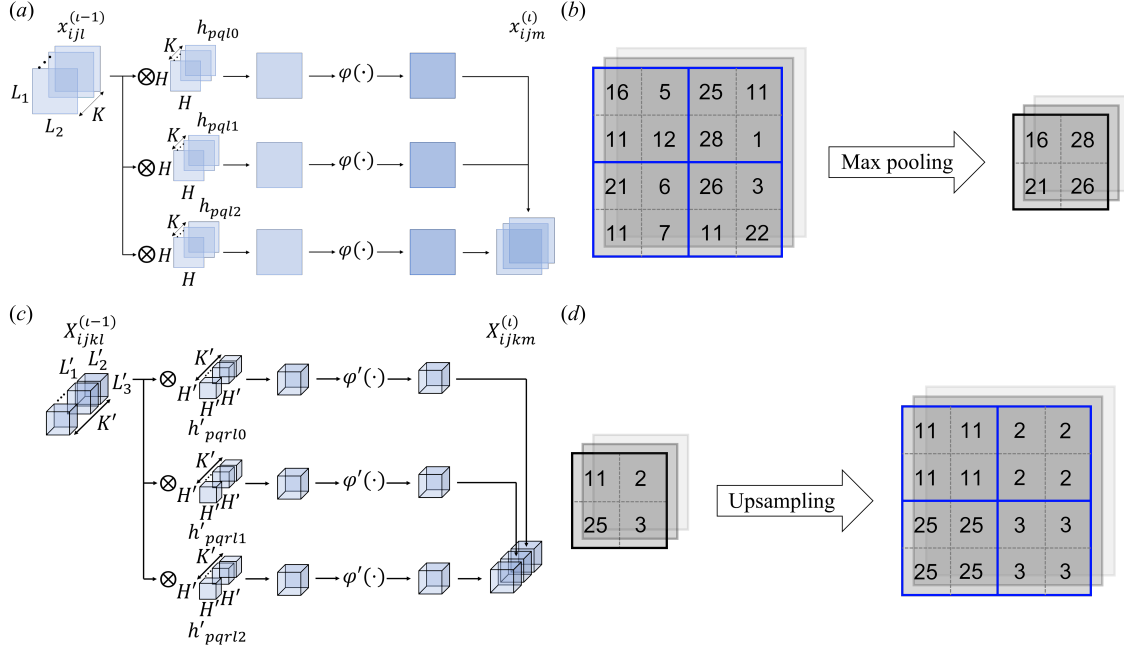 (a)
x_{ijl}^{(ι−1)}
h_{pql0}
x_{ijm}^{(ι)}
K
L_1
L_2
K
⊗ H
H
φ(·)
h_{pql1}
K
⊗ H
H
φ(·)
h_{pql2}
K
⊗ H
H
φ(·)
(b)
16 5 25 11
11 12 28 1
21 6 26 3
11 7 11 22
Max pooling
16 28
21 26
(c)
X_{ijkl}^{(ι−1)}
X_{ijkm}^{(ι)}
L′_1 L′_2
L′_3
K′
⊗
K′
H′
H′ H′
h′_{pqrl0}
φ′(·)
⊗
K′
H′
H′ H′
h′_{pqrl1}
φ′(·)
⊗
K′
H′
H′ H′
h′_{pqrl2}
φ′(·)
(d)
11 2
25 3
Upsampling
11 11 2 2
11 11 2 2
25 25 3 3
25 25 3 3